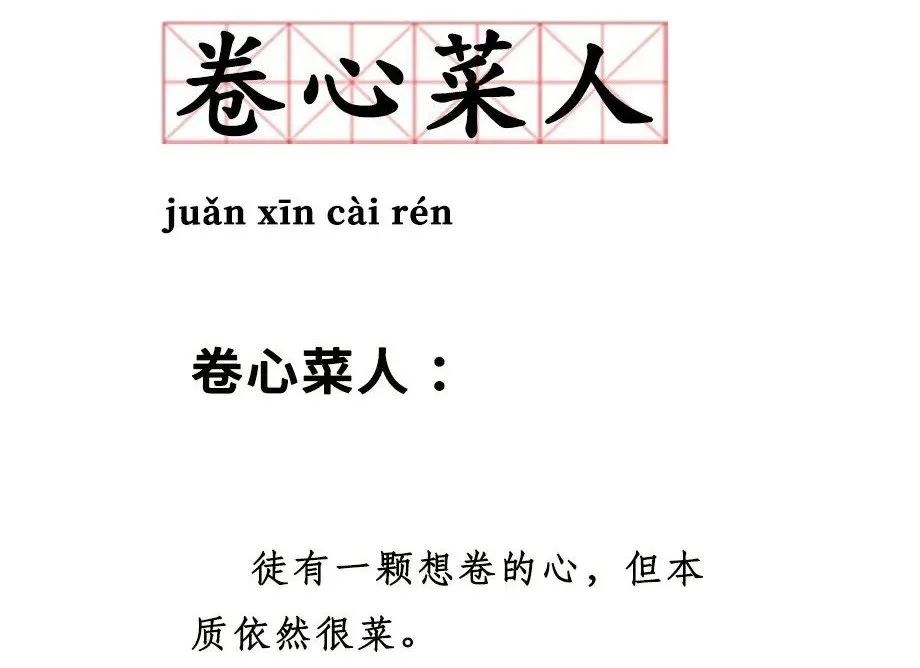 卷心菜人
juǎn xīn cài rén
卷心菜人：
徒有一颗想卷的心，但本
质依然很菜。